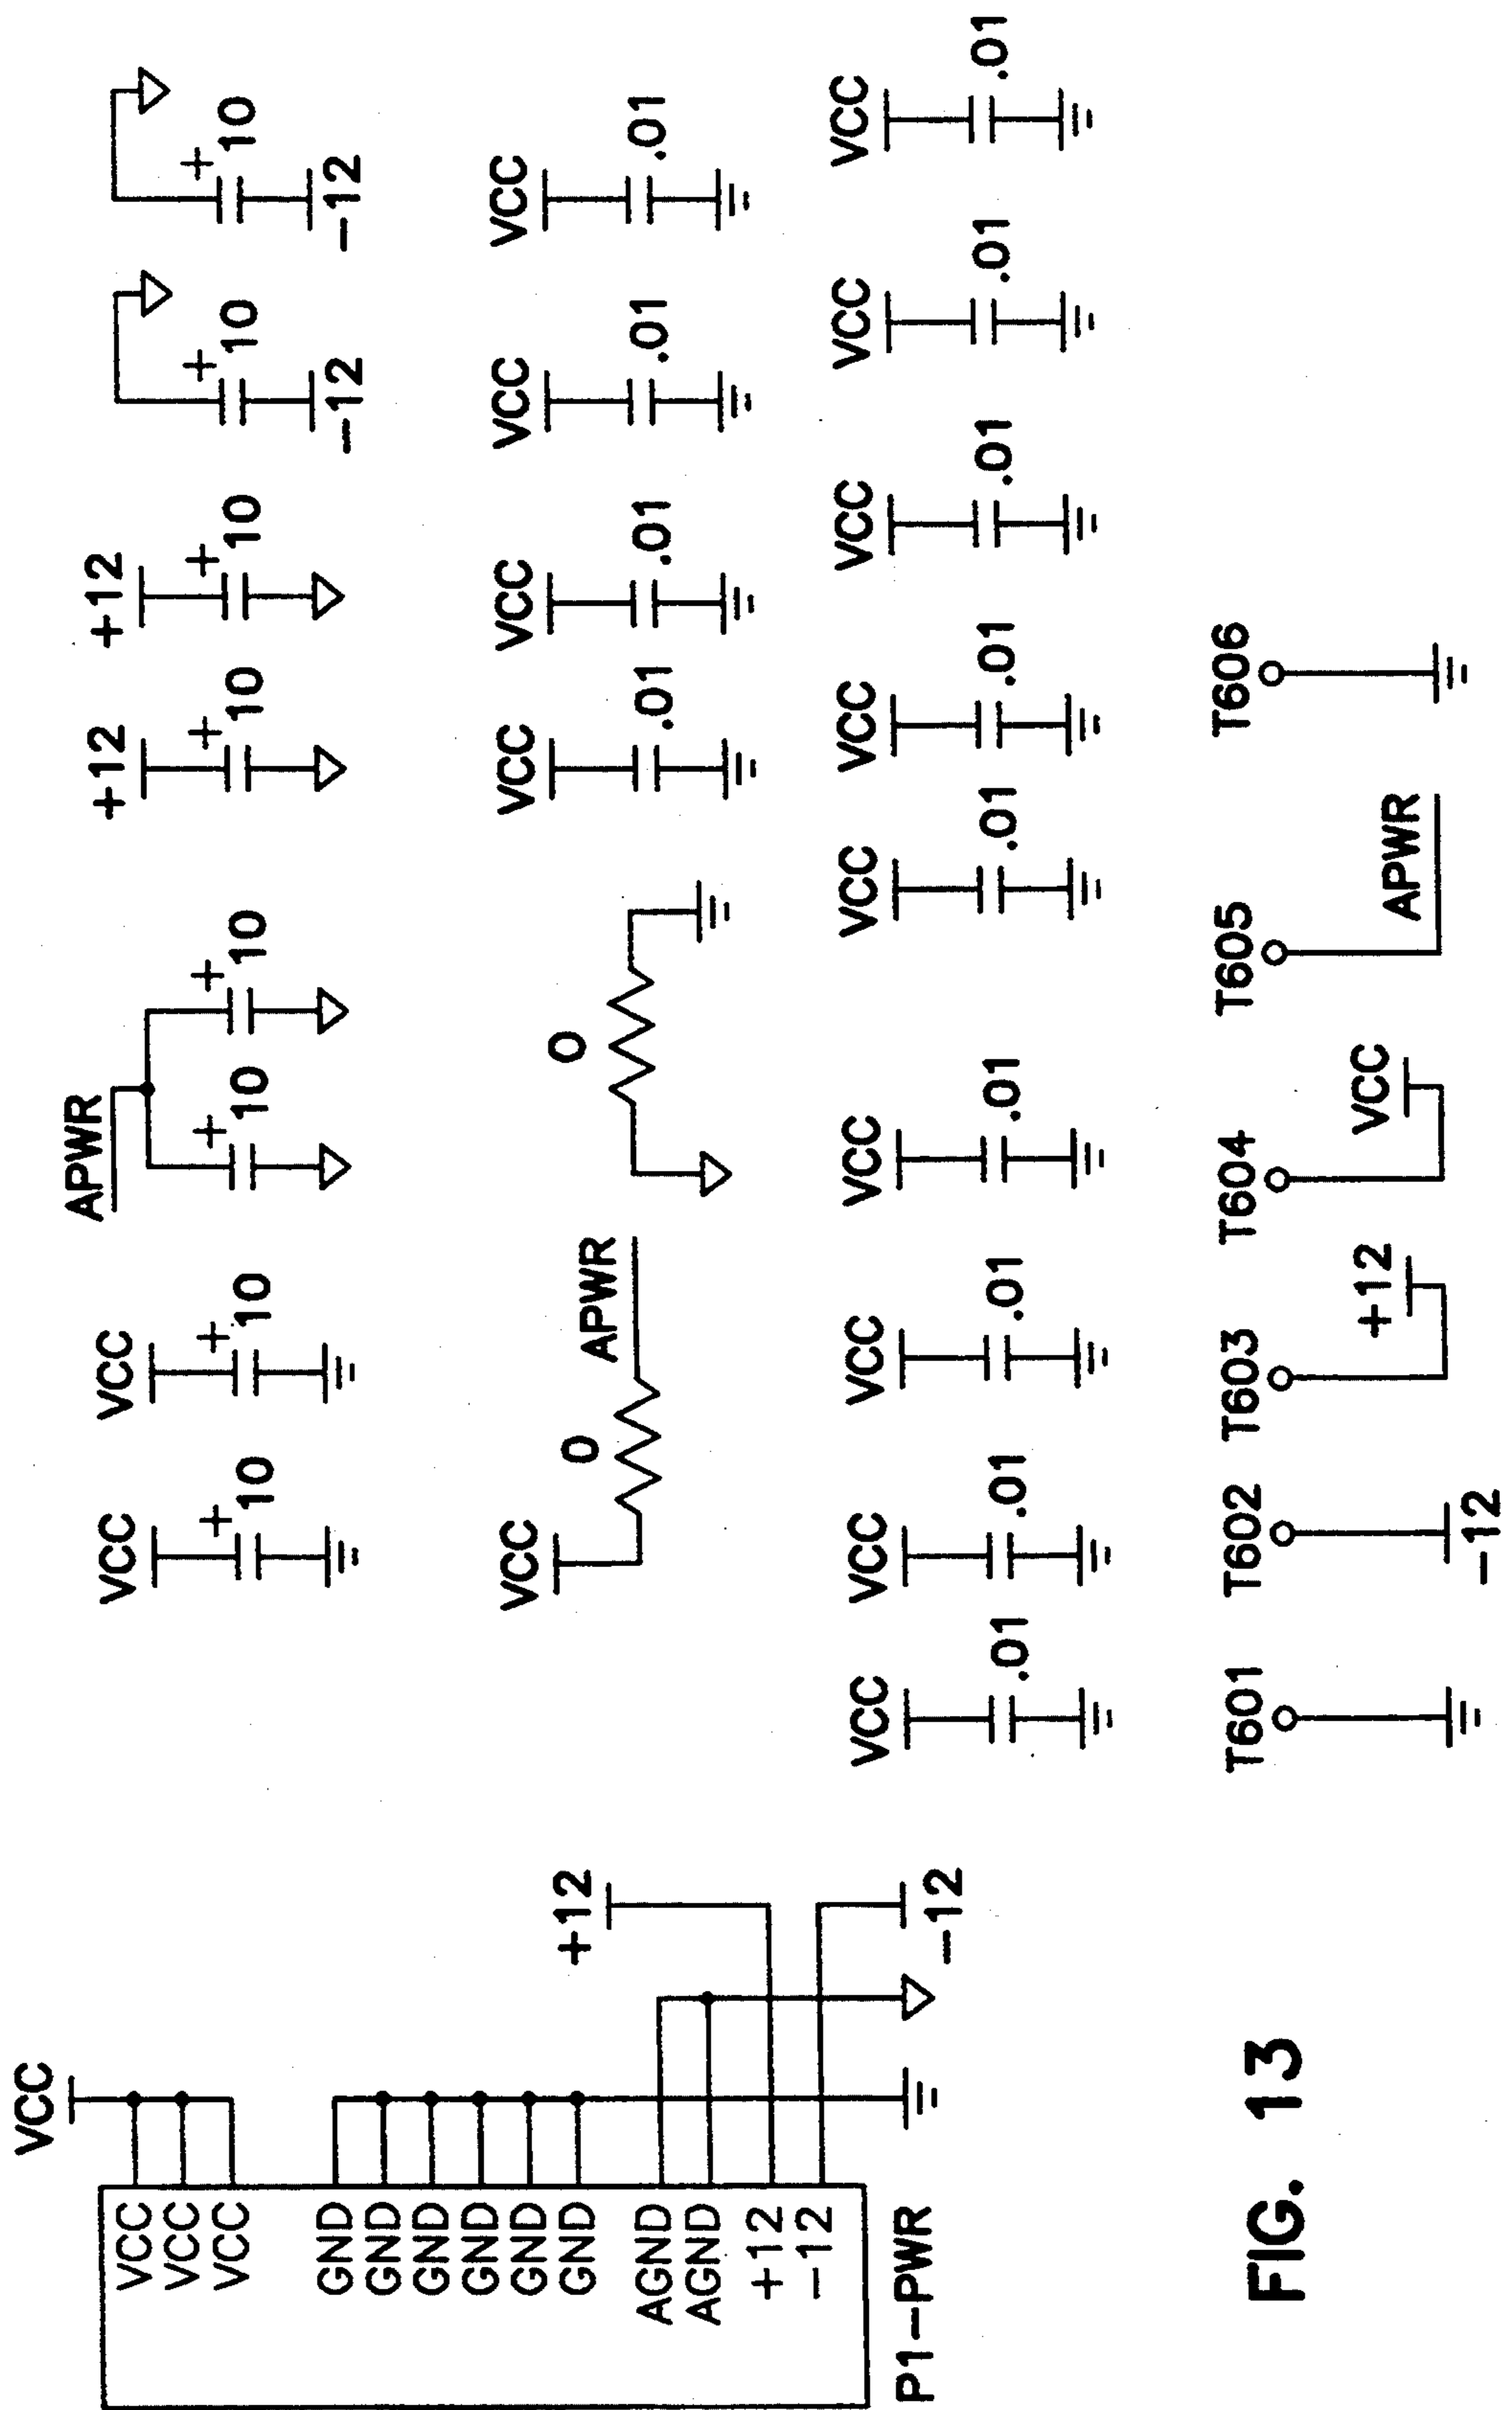 VCC
VCC
VCC
VCC
GND
GND
GND
GND
GND
GND
AGND
AGND
+12
-12
P1-PWR
+12
-12
VCC
+
10
VCC
+
10
APWR
+
10
+
10
+12
+
10
+12
+
10
+
10
-12
+
10
-12
VCC
0
APWR
0
VCC
.01
VCC
.01
VCC
.01
VCC
.01
VCC
.01
VCC
.01
VCC
.01
VCC
.01
VCC
.01
VCC
.01
VCC
.01
VCC
.01
VCC
.01
T601
T602
-12
T603
+12
T604
VCC
T605
APWR
T606
FIG. 13